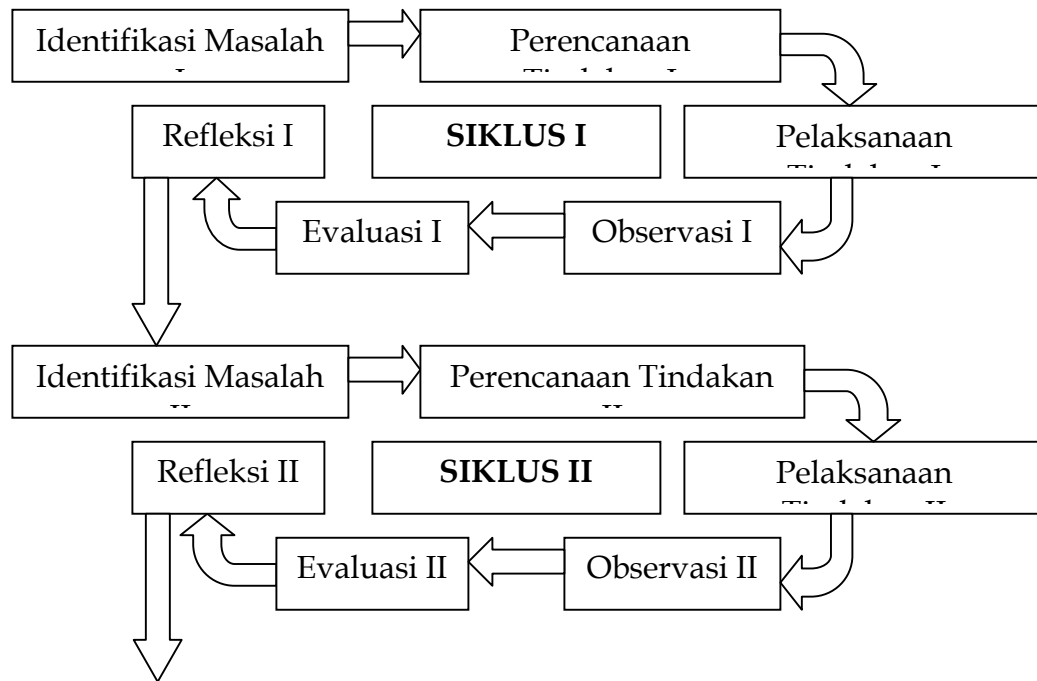 Identifikasi Masalah
Perencanaan
Refleksi I
SIKLUS I
Pelaksanaan
Evaluasi I
Observasi I
Identifikasi Masalah
Perencanaan Tindakan
Refleksi II
SIKLUS II
Pelaksanaan
Evaluasi II
Observasi II